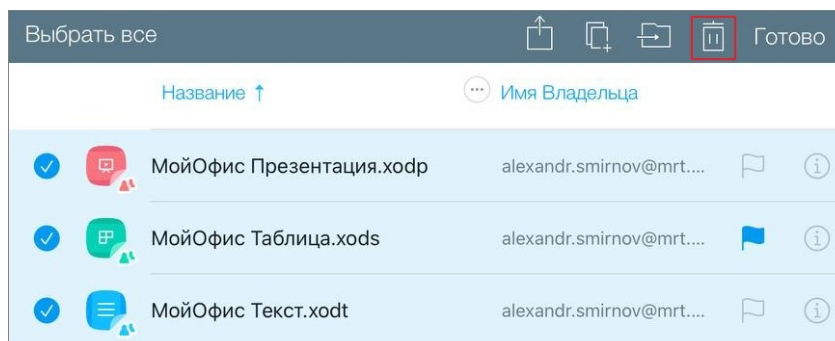 Выбрать все Готово
Название ↑ Имя Владельца
МойОфис Презентация.xodp alexandr.smirnov@mrt....
МойОфис Таблица.xods alexandr.smirnov@mrt....
МойОфис Текст.xodt alexandr.smirnov@mrt....